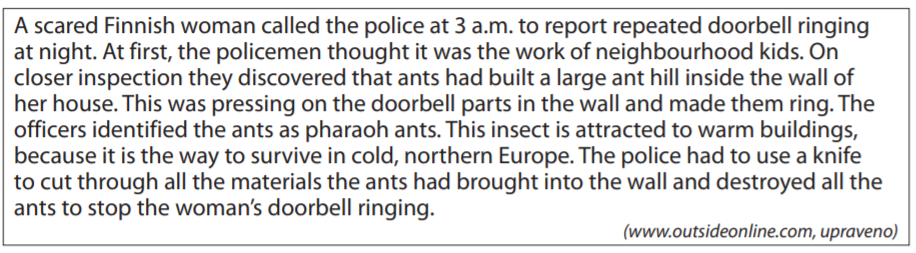 A scared Finnish woman called the police at 3 a.m. to report repeated doorbell ringing
at night. At first, the policemen thought it was the work of neighbourhood kids. On
closer inspection they discovered that ants had built a large ant hill inside the wall of
her house. This was pressing on the doorbell parts in the wall and made them ring. The
officers identified the ants as pharaoh ants. This insect is attracted to warm buildings,
because it is the way to survive in cold, northern Europe. The police had to use a knife
to cut through all the materials the ants had brought into the wall and destroyed all the
ants to stop the woman’s doorbell ringing.
(www.outsideonline.com, upraveno)